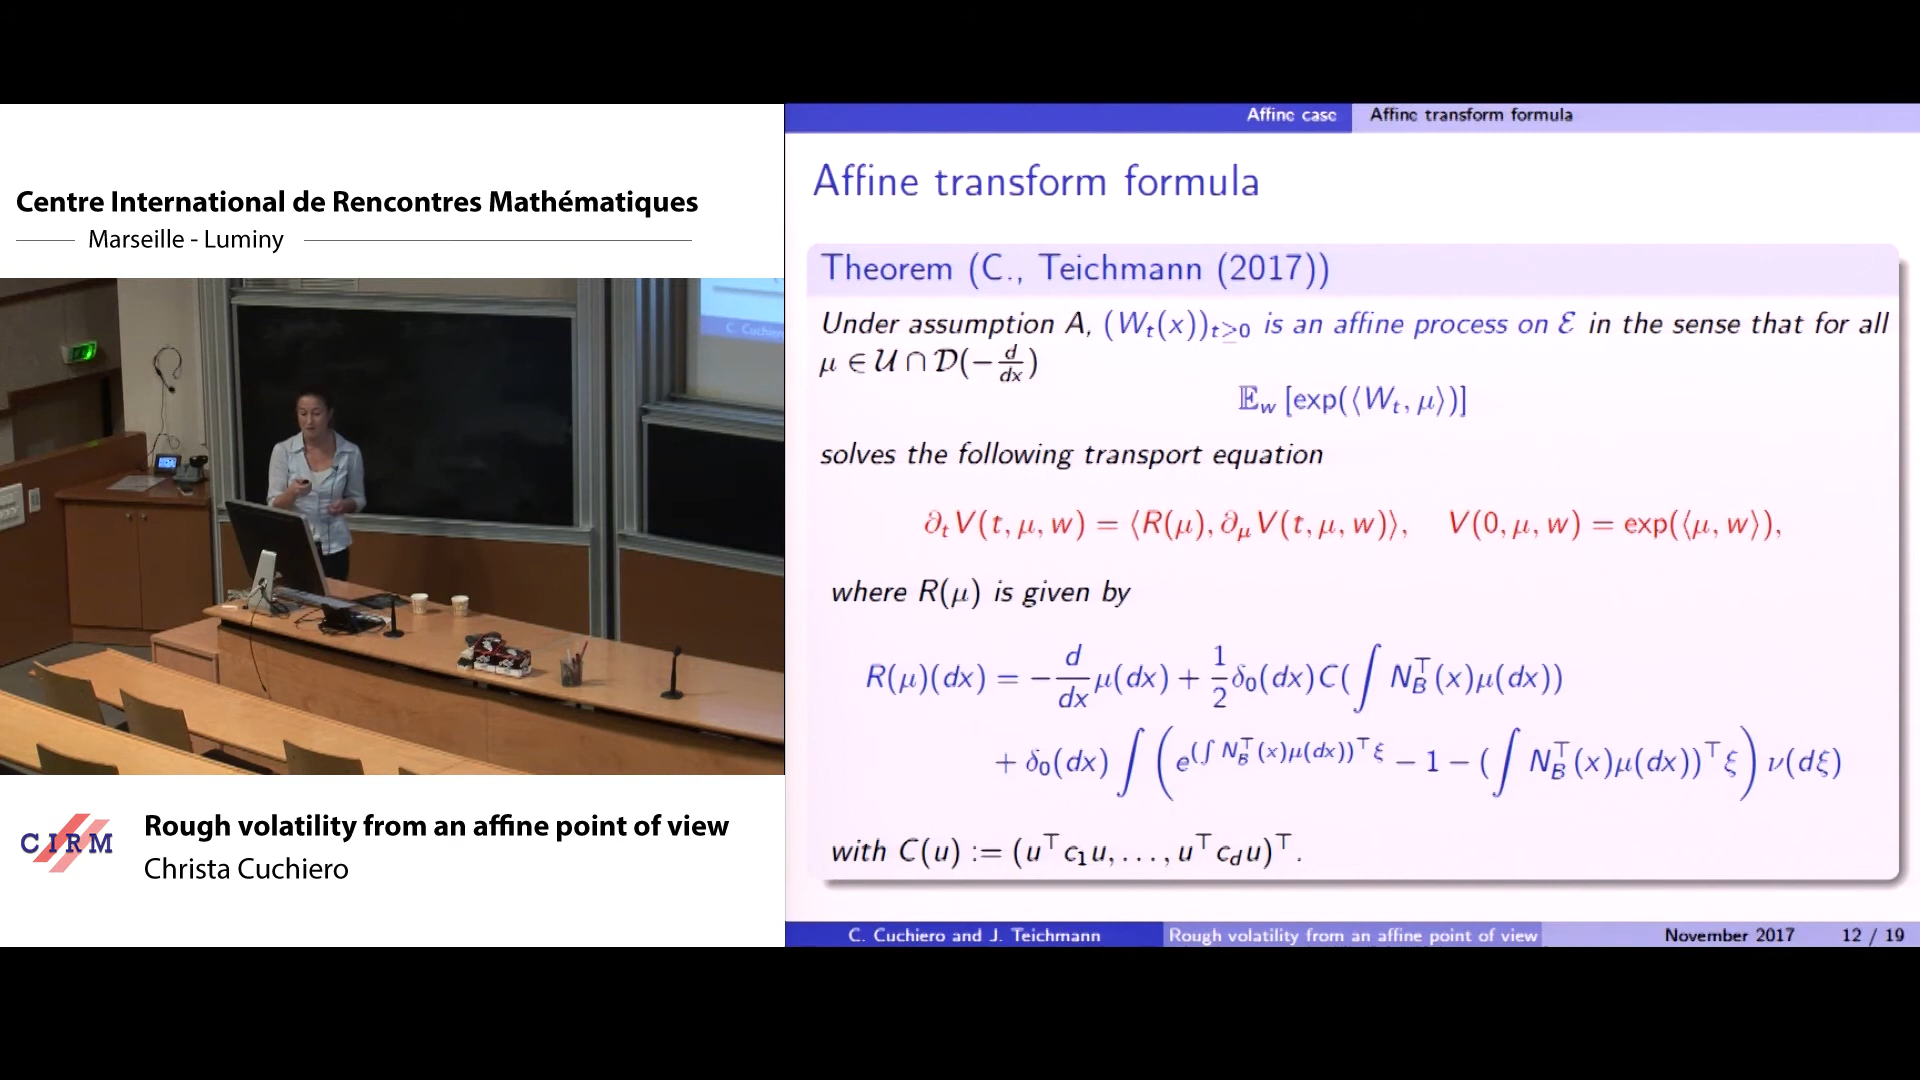 Centre International de Rencontres Mathématiques
Marseille - Luminy
C. Cuchiero
CIRM
Rough volatility from an affine point of view
Christa Cuchiero
Affine case Affine transform formula
Affine transform formula
Theorem (C., Teichmann (2017))
Under assumption A, (W_t(x))_{t≥0} is an affine process on ℰ in the sense that for all
μ ∈ 𝒰 ∩ 𝒟(−d/dx)
𝔼_w [exp(⟨W_t, μ⟩)]
solves the following transport equation
∂_t V(t, μ, w) = ⟨R(μ), ∂_μ V(t, μ, w)⟩, V(0, μ, w) = exp(⟨μ, w⟩),
where R(μ) is given by
R(μ)(dx) = −d/dx μ(dx) + 1/2 δ_0(dx)C(∫ N_B^⊤(x)μ(dx))
+ δ_0(dx) ∫ (e^{(∫ N_B^⊤(x)μ(dx))^⊤ ξ} − 1 − (∫ N_B^⊤(x)μ(dx))^⊤ ξ) ν(dξ)
with C(u) := (u^⊤ c_1 u, . . . , u^⊤ c_d u)^⊤.
C. Cuchiero and J. Teichmann Rough volatility from an affine point of view November 2017 12 / 19